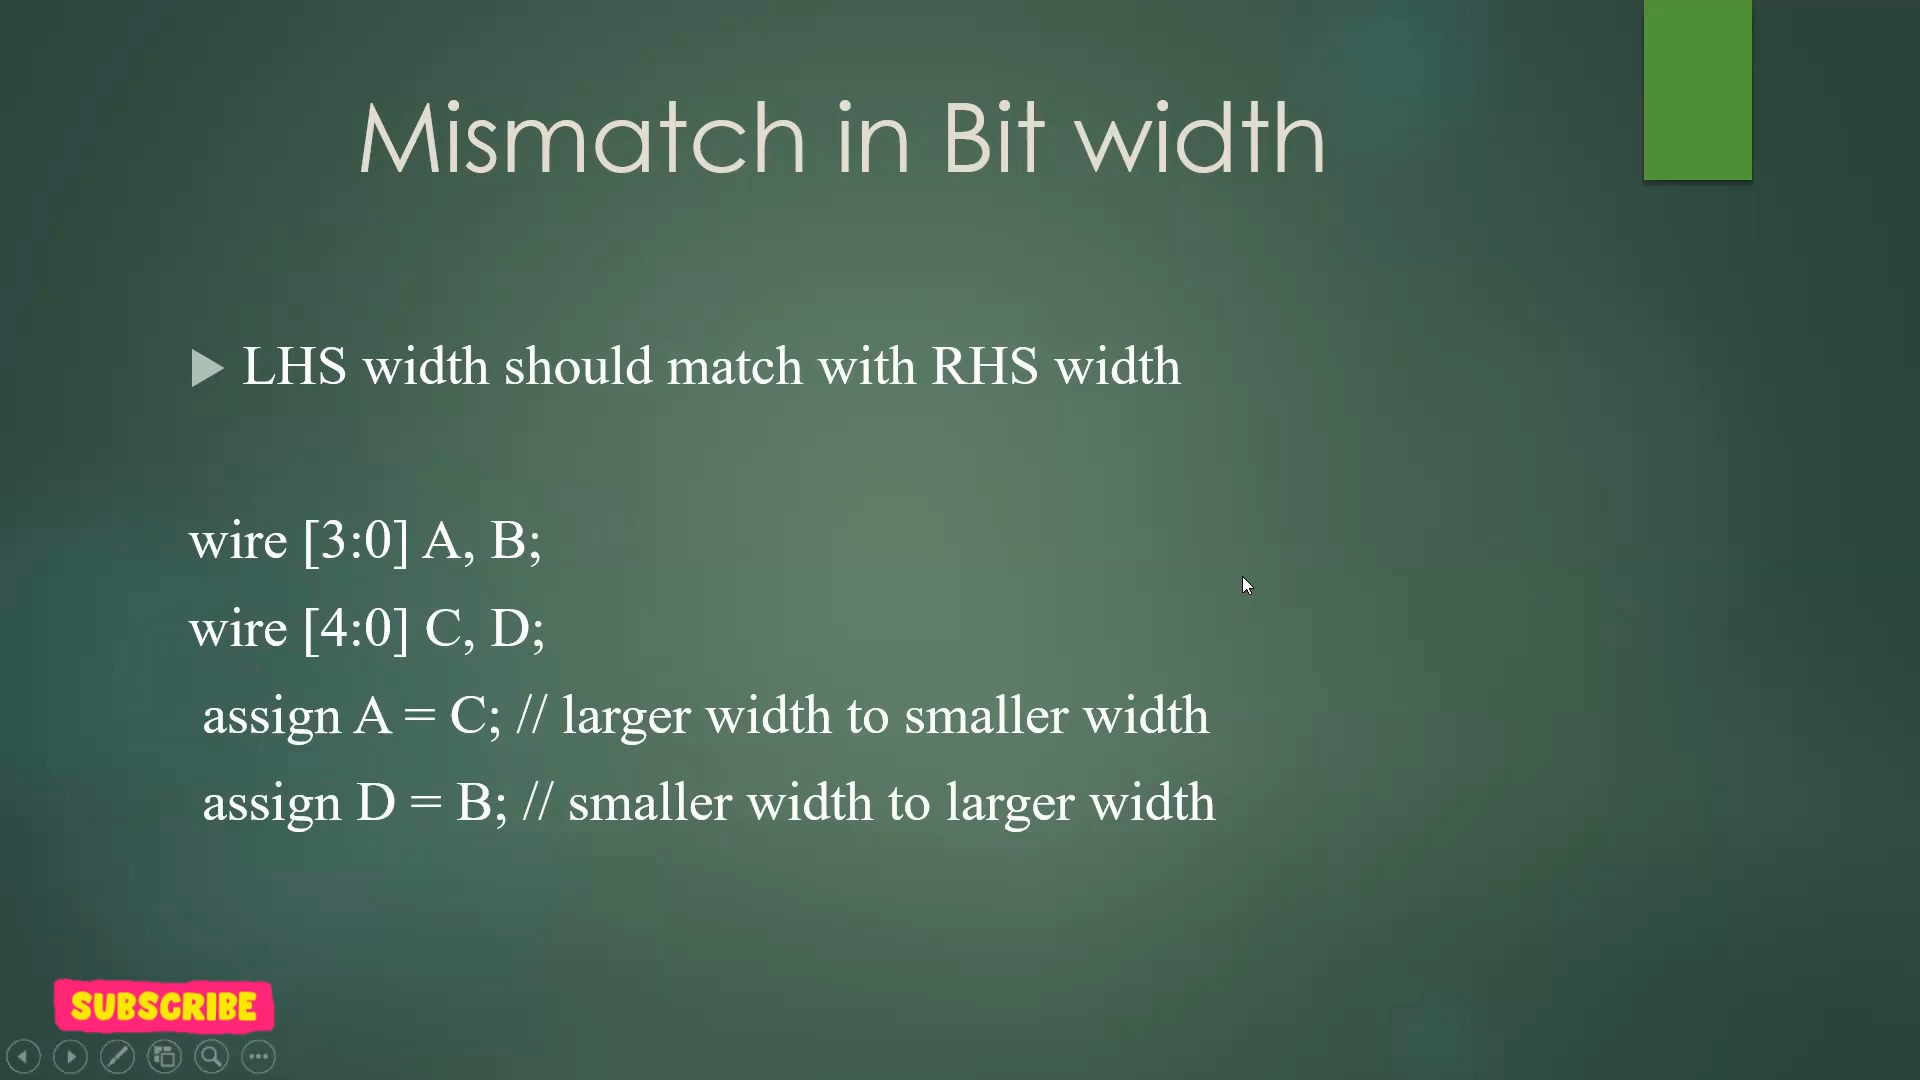 Mismatch in Bit width
LHS width should match with RHS width
wire [3:0] A, B;
wire [4:0] C, D;
assign A = C; // larger width to smaller width
assign D = B; // smaller width to larger width
SUBSCRIBE